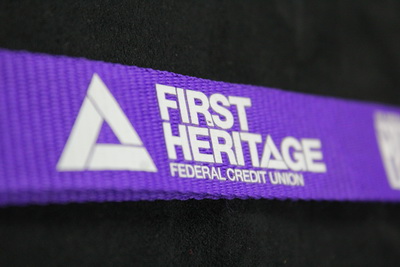 FIRST
HERITAGE
FEDERAL CREDIT UNION